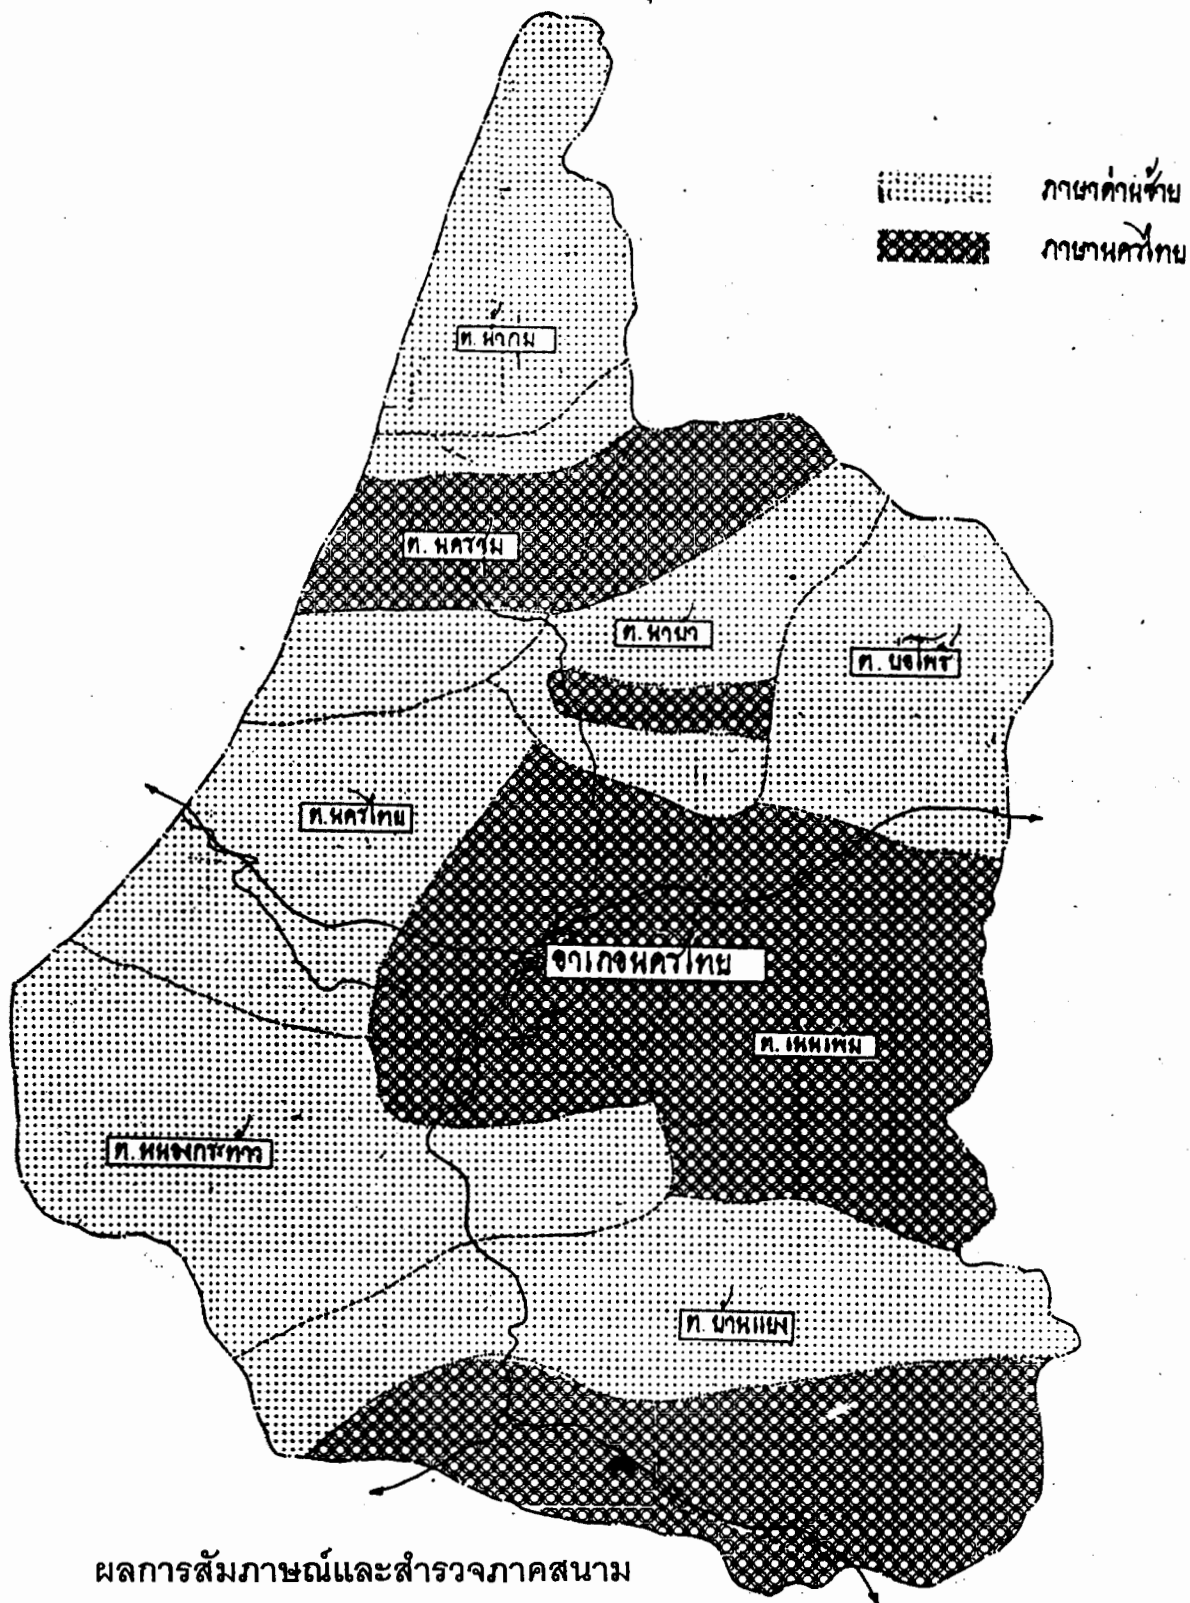 ภาษาด่านซ้าย
ภาษานครไทย
ต. น้ำกุ่ม
ต. นครชุม
ต. นาบัว
ต. บ่อโพธิ์
ต. นครไทย
อำเภอนครไทย
ต. เนินเพิ่ม
ต. หนองกะท้าว
ต. บ้านแยง
ผลการสัมภาษณ์และสำรวจภาคสนาม